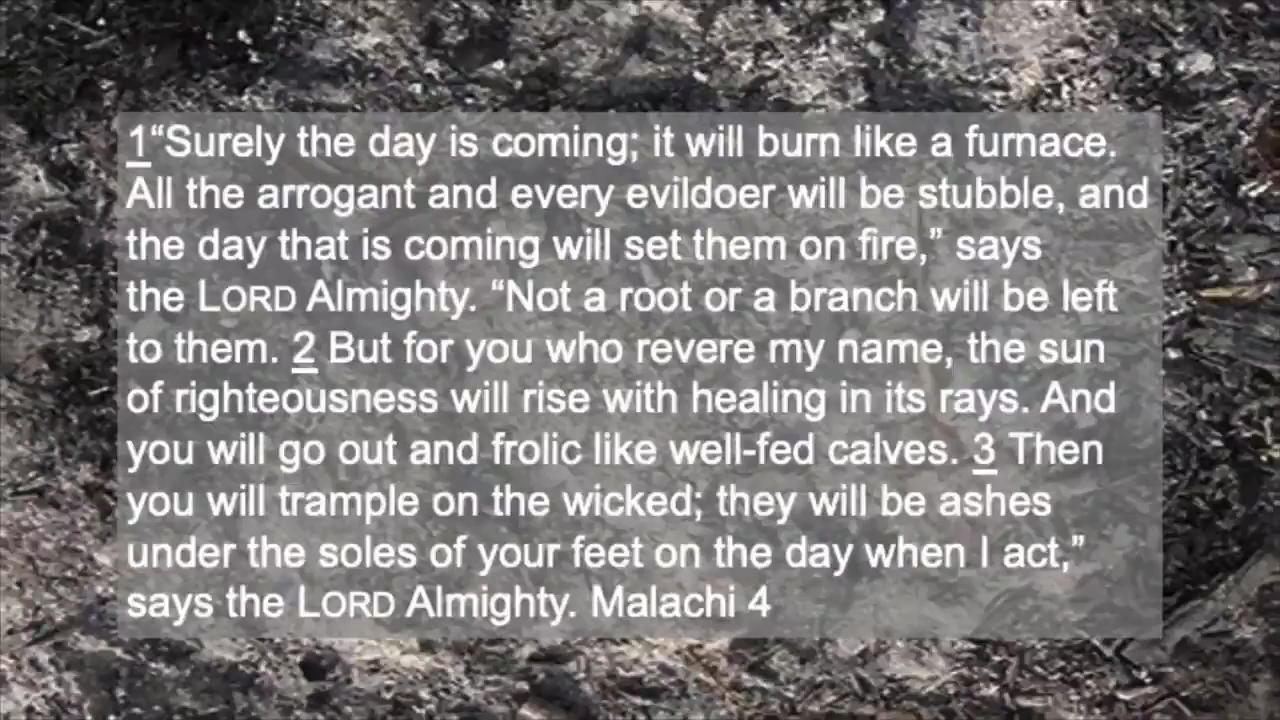 1“Surely the day is coming; it will burn like a furnace.
All the arrogant and every evildoer will be stubble, and
the day that is coming will set them on fire,” says
the LORD Almighty. “Not a root or a branch will be left
to them. 2 But for you who revere my name, the sun
of righteousness will rise with healing in its rays. And
you will go out and frolic like well-fed calves. 3 Then
you will trample on the wicked; they will be ashes
under the soles of your feet on the day when I act,”
says the LORD Almighty. Malachi 4